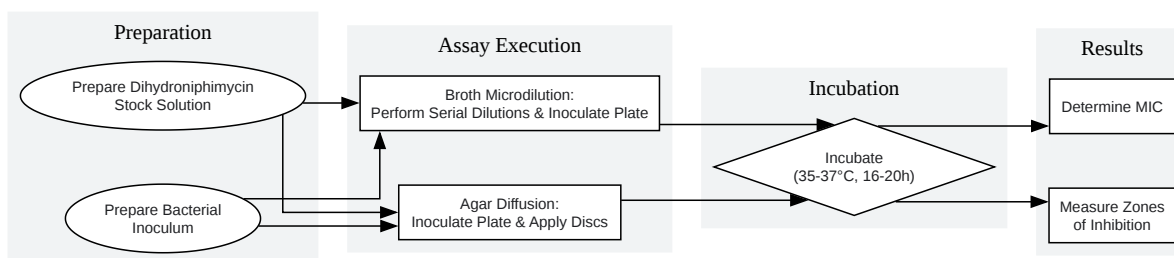 Preparation
Prepare Dihydroniphimycin
Stock Solution
Prepare Bacterial
Inoculum
Assay Execution
Broth Microdilution:
Perform Serial Dilutions & Inoculate Plate
Agar Diffusion:
Inoculate Plate & Apply Discs
Incubation
Incubate
(35-37°C, 16-20h)
Results
Determine MIC
Measure Zones
of Inhibition